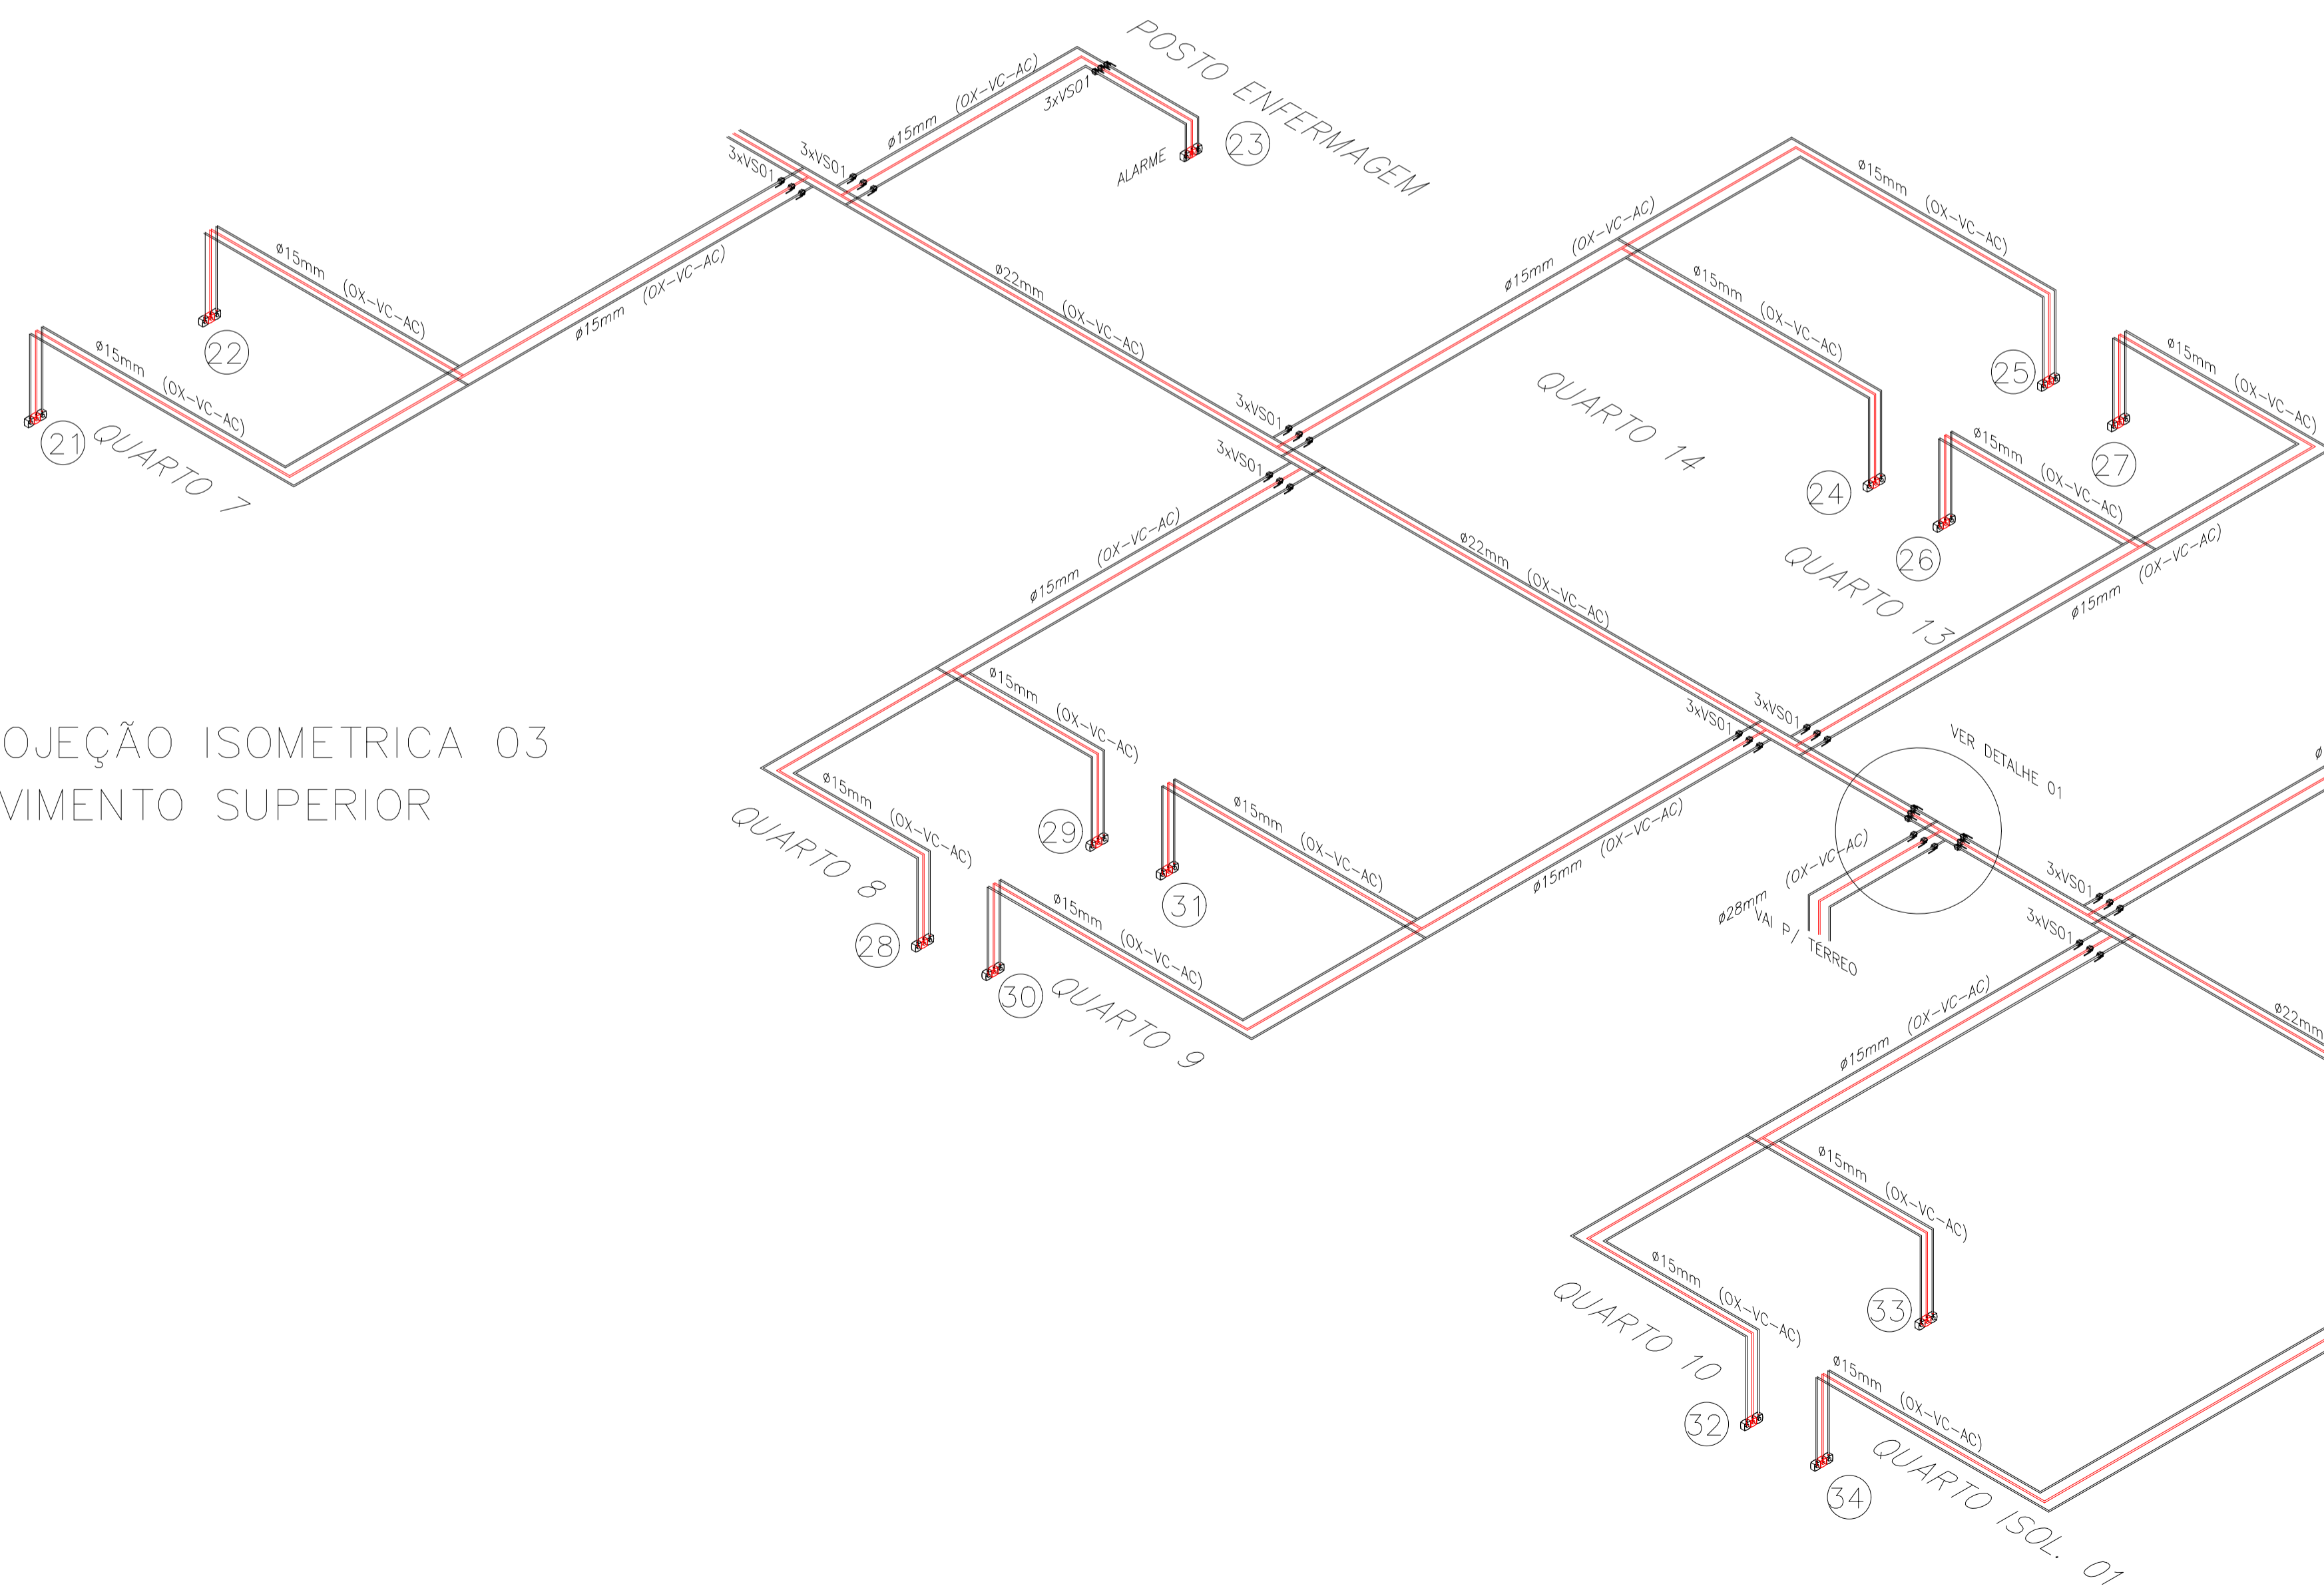 POSTO ENFERMAGEM
ø15mm (OX-VC-AC)
3xVS01
23
ALARME
3xVS01
3xVS01
ø15mm (OX-VC-AC)
22
ø15mm (OX-VC-AC)
21
QUARTO 7
ø15mm (OX-VC-AC)
ø22mm (OX-VC-AC)
ø15mm (OX-VC-AC)
ø15mm (OX-VC-AC)
ø15mm (OX-VC-AC)
25
24
QUARTO 14
ø15mm (OX-VC-AC)
27
ø15mm (OX-VC-AC)
26
QUARTO 13
ø15mm (OX-VC-AC)
3xVS01
3xVS01
ø15mm (OX-VC-AC)
ø22mm (OX-VC-AC)
OJEÇÃO ISOMETRICA 03
VIMENTO SUPERIOR
ø15mm (OX-VC-AC)
29
ø15mm (OX-VC-AC)
28
QUARTO 8
ø15mm (OX-VC-AC)
31
ø15mm (OX-VC-AC)
30
QUARTO 9
ø15mm (OX-VC-AC)
3xVS01
3xVS01
VER DETALHE 01
ø28mm (OX-VC-AC)
VAI P/ TÉRREO
ø
3xVS01
3xVS01
ø22mm
ø15mm (OX-VC-AC)
ø15mm (OX-VC-AC)
33
ø15mm (OX-VC-AC)
32
QUARTO 10
ø15mm (OX-VC-AC)
34
QUARTO ISOL. 01